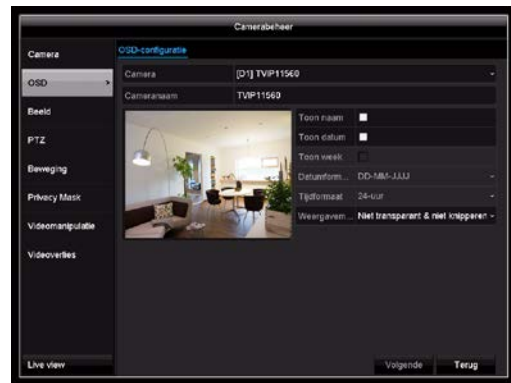 Camerabeheer
Camera
OSD
Beeld
PTZ
Beweging
Privacy Mask
Videomanipulatie
Videoverlies
Live view
OSD-configuratie
Camera [D1] TVIP11560
Cameranaam TVIP11560
Toon naam
Toon datum
Toon week
Datumform... DD-MM-JJJJ
Tijdformaat 24-uur
Weergavem... Niet transparant & niet knipperen
Volgende Terug